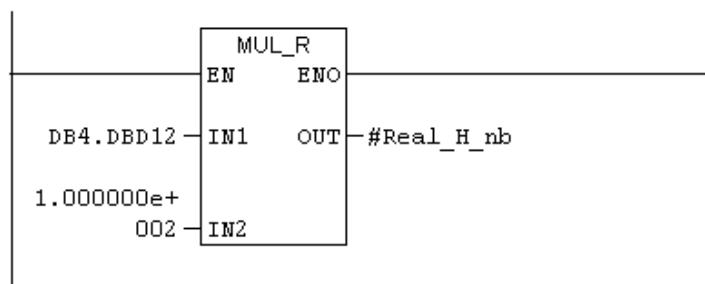 MUL_R
EN ENO
DB4.DBD12 IN1 OUT #Real_H_nb
1.000000e+
002 IN2